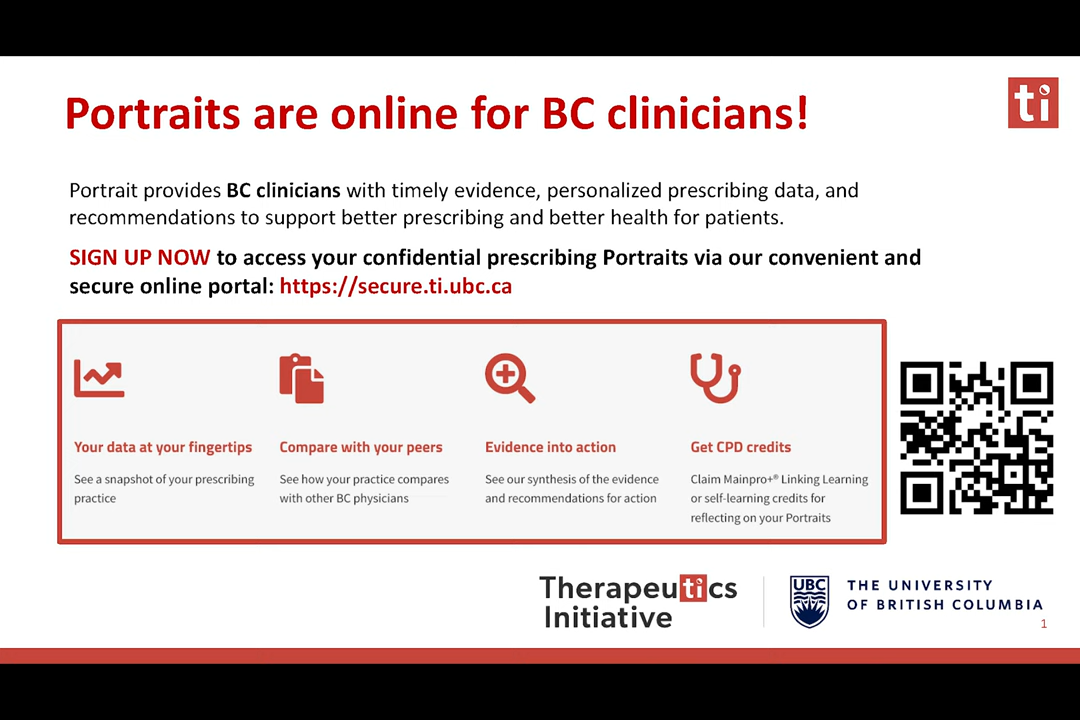 Portraits are online for BC clinicians!
ti
Portrait provides BC clinicians with timely evidence, personalized prescribing data, and
recommendations to support better prescribing and better health for patients.
SIGN UP NOW to access your confidential prescribing Portraits via our convenient and
secure online portal: https://secure.ti.ubc.ca
Your data at your fingertips
See a snapshot of your prescribing
practice
Compare with your peers
See how your practice compares
with other BC physicians
Evidence into action
See our synthesis of the evidence
and recommendations for action
Get CPD credits
Claim Mainpro+® Linking Learning
or self-learning credits for
reflecting on your Portraits
Therapeutics
Initiative
UBC
THE UNIVERSITY
OF BRITISH COLUMBIA
1